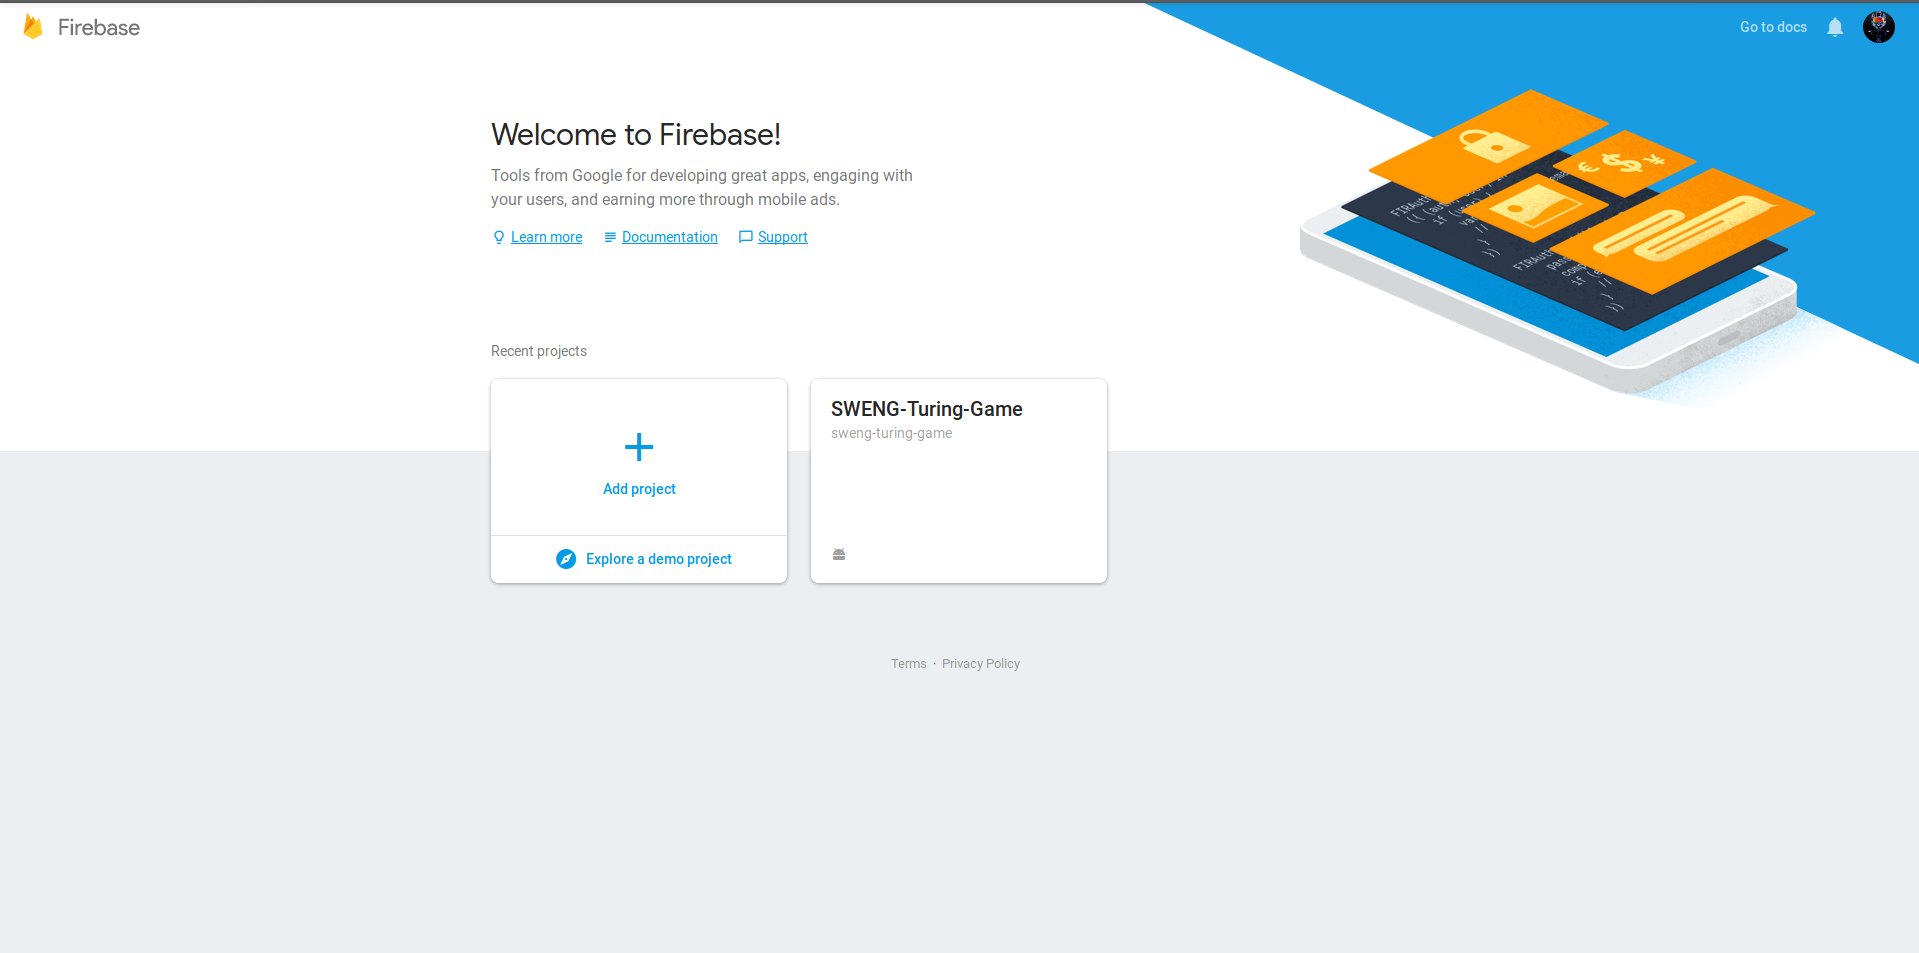 Firebase
Go to docs
Welcome to Firebase!
Tools from Google for developing great apps, engaging with
your users, and earning more through mobile ads.
Learn more
Documentation
Support
Recent projects
Add project
Explore a demo project
SWENG-Turing-Game
sweng-turing-game
Terms · Privacy Policy